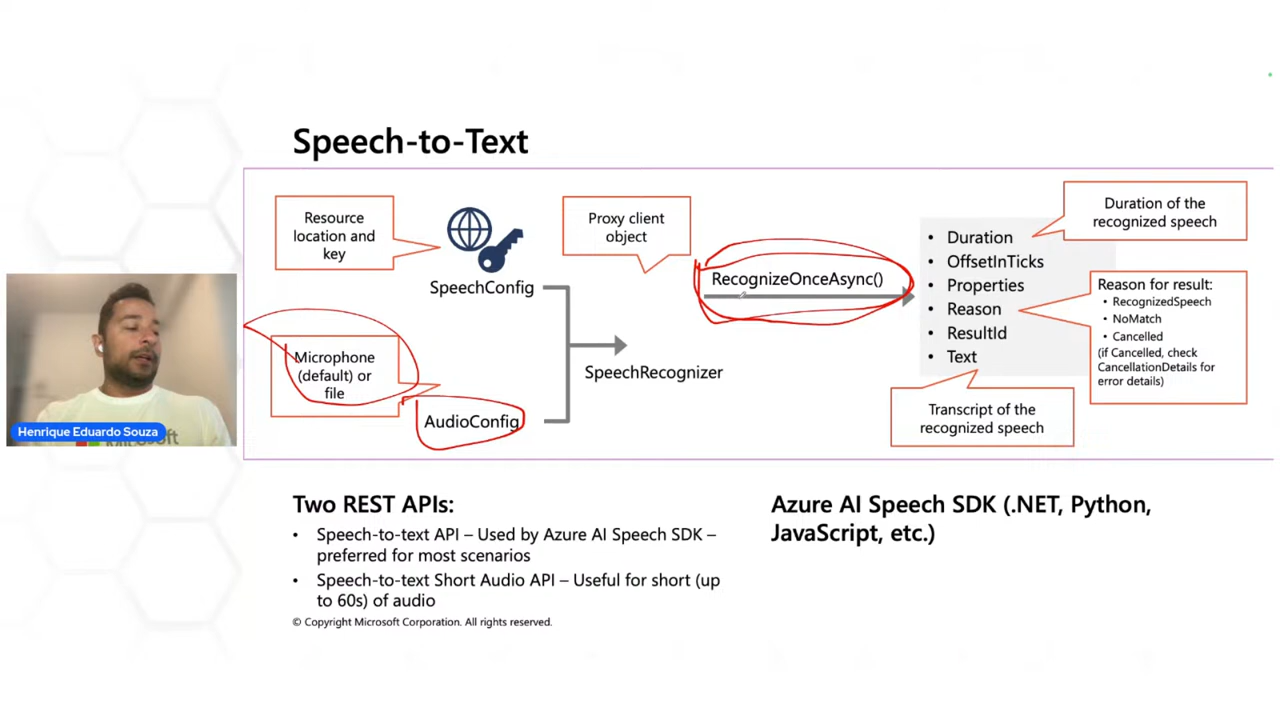 Speech-to-Text
Resource
location and
key
SpeechConfig
Proxy client
object
RecognizeOnceAsync()
Microphone
(default) or
file
AudioConfig
SpeechRecognizer
• Duration
• OffsetInTicks
• Properties
• Reason
• ResultId
• Text
Duration of the
recognized speech
Reason for result:
• RecognizedSpeech
• NoMatch
• Cancelled
(if Cancelled, check
CancellationDetails for
error details)
Transcript of the
recognized speech
Henrique Eduardo Souza
Two REST APIs:
• Speech-to-text API – Used by Azure AI Speech SDK –
preferred for most scenarios
• Speech-to-text Short Audio API – Useful for short (up
to 60s) of audio
Azure AI Speech SDK (.NET, Python,
JavaScript, etc.)
© Copyright Microsoft Corporation. All rights reserved.